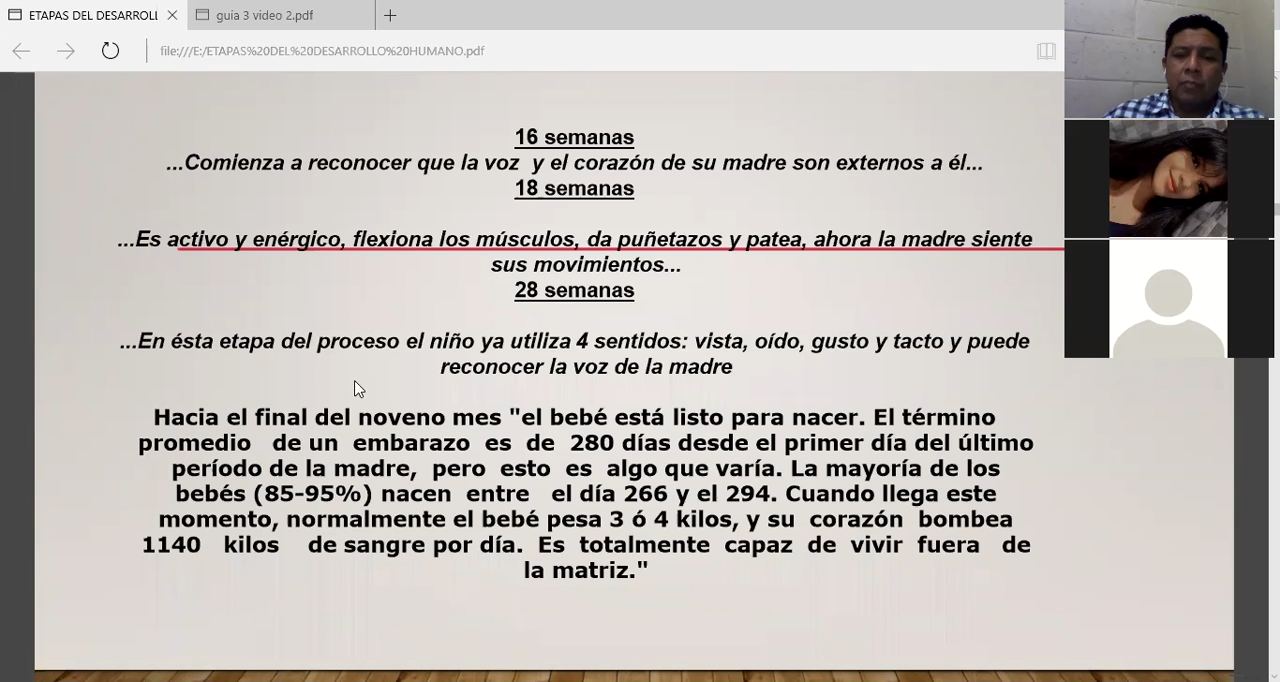 ETAPAS DEL DESARROLL
guia 3 video 2.pdf
file:///E:/ETAPAS%20DEL%20DESARROLLO%20HUMANO.pdf
16 semanas
...Comienza a reconocer que la voz y el corazón de su madre son externos a él...
18 semanas
...Es activo y enérgico, flexiona los músculos, da puñetazos y patea, ahora la madre siente
sus movimientos...
28 semanas
...En ésta etapa del proceso el niño ya utiliza 4 sentidos: vista, oído, gusto y tacto y puede
reconocer la voz de la madre
Hacia el final del noveno mes "el bebé está listo para nacer. El término
promedio de un embarazo es de 280 días desde el primer día del último
período de la madre, pero esto es algo que varía. La mayoría de los
bebés (85-95%) nacen entre el día 266 y el 294. Cuando llega este
momento, normalmente el bebé pesa 3 ó 4 kilos, y su corazón bombea
1140 kilos de sangre por día. Es totalmente capaz de vivir fuera de
la matriz."